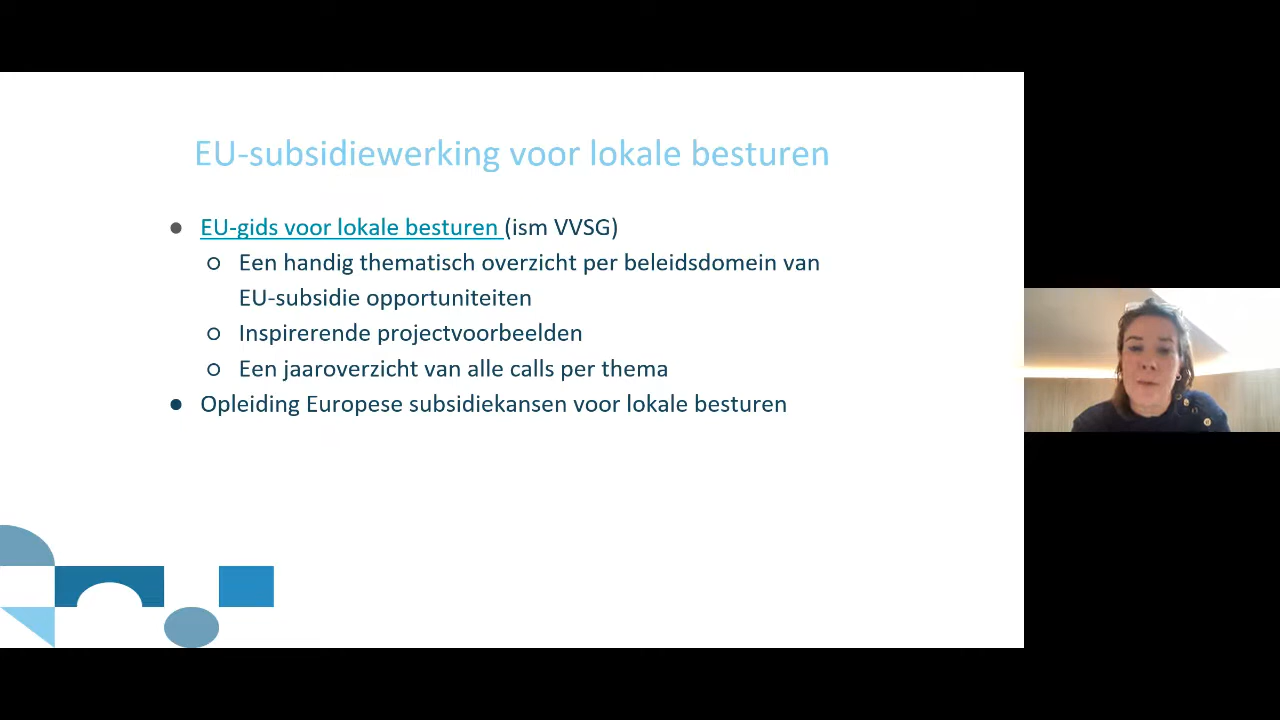 EU-subsidiewerking voor lokale besturen
EU-gids voor lokale besturen (ism VVSG)
Een handig thematisch overzicht per beleidsdomein van
EU-subsidie opportuniteiten
Inspirerende projectvoorbeelden
Een jaaroverzicht van alle calls per thema
Opleiding Europese subsidiekansen voor lokale besturen